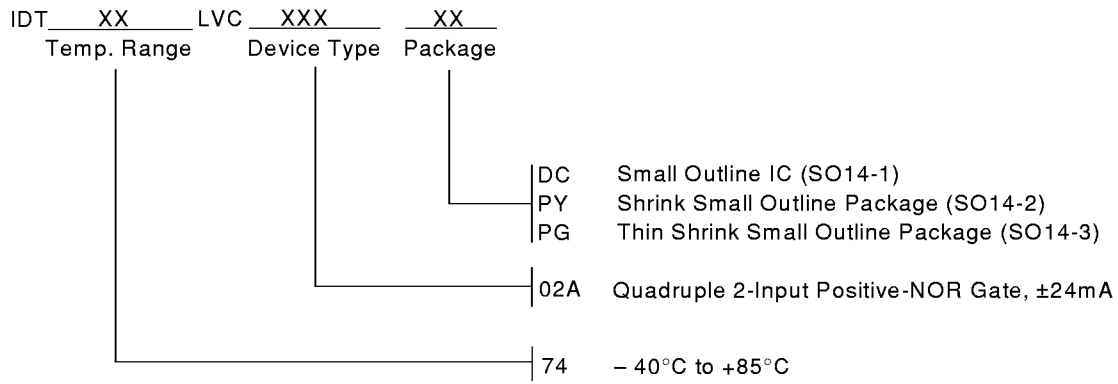 IDT XX LVC XXX XX
Temp. Range Device Type Package
DC Small Outline IC (SO14-1)
PY Shrink Small Outline Package (SO14-2)
PG Thin Shrink Small Outline Package (SO14-3)
02A Quadruple 2-Input Positive-NOR Gate, ±24mA
74 – 40°C to +85°C